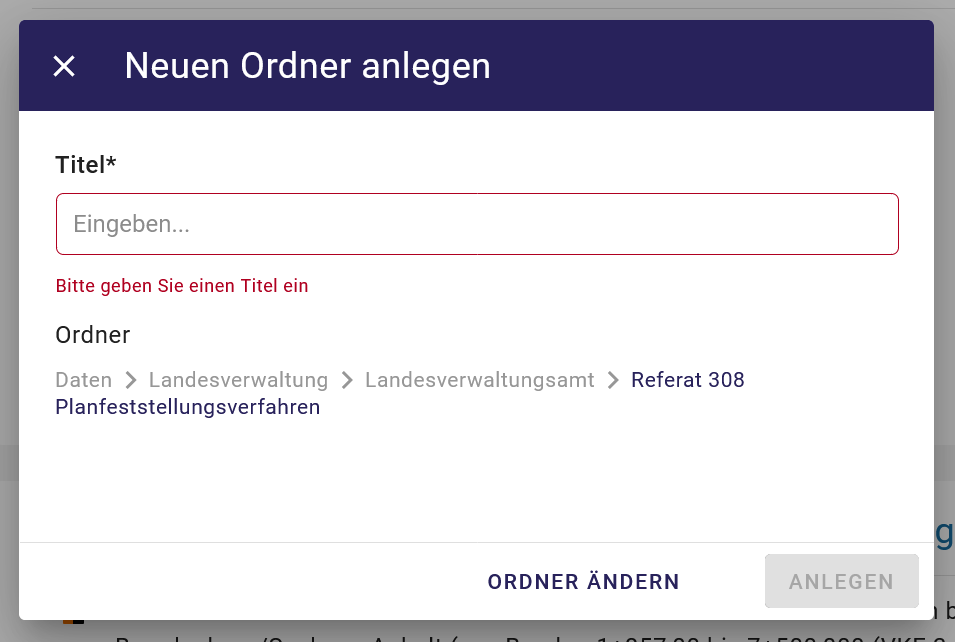 Neuen Ordner anlegen
Titel*
Eingeben...
Bitte geben Sie einen Titel ein
Ordner
Daten > Landesverwaltung > Landesverwaltungsamt > Referat 308
Planfeststellungsverfahren
ORDNER ÄNDERN
ANLEGEN